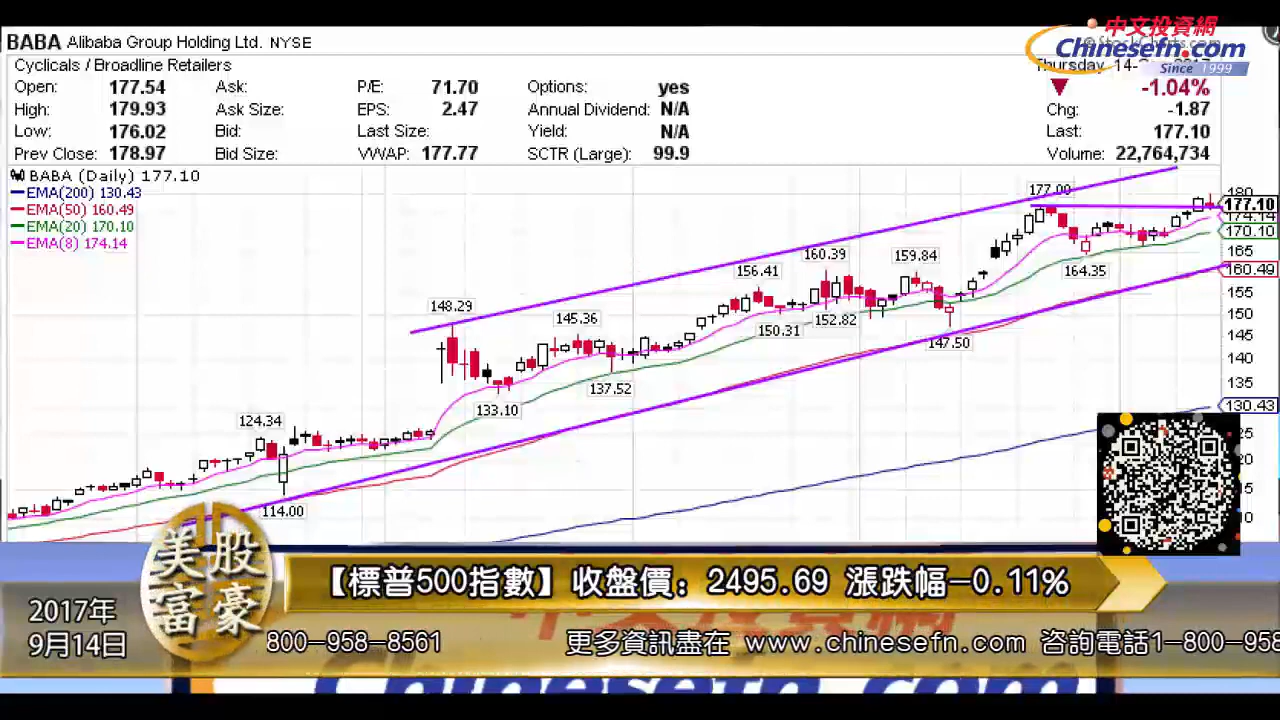 BABA Alibaba Group Holding Ltd. NYSE
中文投資網
Chinesefn.com
Since 1999
Cyclicals / Broadline Retailers
Open: 177.54 Ask: P/E: 71.70 Options: yes -1.04%
High: 179.93 Ask Size: EPS: 2.47 Annual Dividend: N/A Chg: -1.87
Low: 176.02 Bid: Last Size: Yield: N/A Last: 177.10
Prev Close: 178.97 Bid Size: VWAP: 177.77 SCTR (Large): 99.9 Volume: 22,764,734
BABA (Daily) 177.10
EMA(200) 130.43
EMA(50) 160.49
EMA(20) 170.10
EMA(8) 174.14
177.00
160.39
159.84
156.41
164.35
148.29
145.36
150.31
152.82
147.50
137.52
133.10
124.34
114.00
180
177.10
174.14
170.10
165
160.49
155
150
145
140
135
130.43
美股富豪
【標普500指數】收盤價：2495.69 漲跌幅-0.11%
2017年
9月14日
800-958-8561 更多資訊盡在 www.chinesefn.com 咨詢電話1-800-958
Chinesefn.com